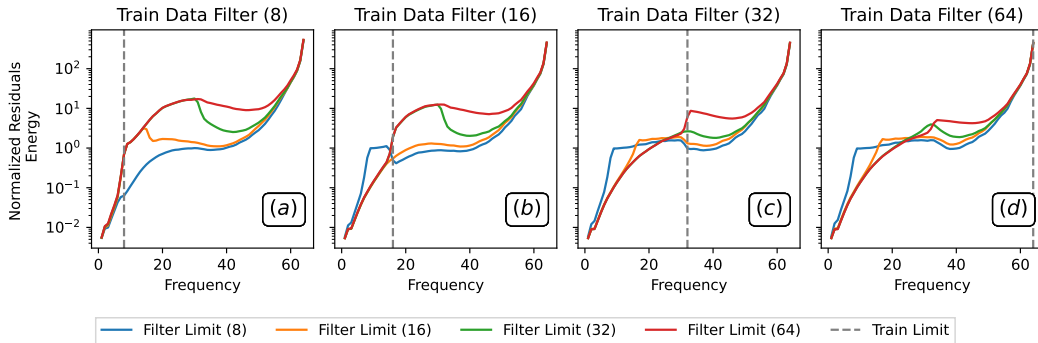 Train Data Filter (8)
Train Data Filter (16)
Train Data Filter (32)
Train Data Filter (64)
Normalized Residuals
Energy
10²
10¹
10⁰
10⁻¹
10⁻²
(a)
(b)
(c)
(d)
0 20 40 60
0 20 40 60
0 20 40 60
0 20 40 60
Frequency
Frequency
Frequency
Frequency
Filter Limit (8)
Filter Limit (16)
Filter Limit (32)
Filter Limit (64)
Train Limit